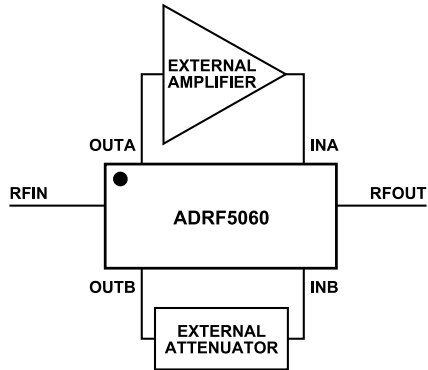 EXTERNAL
AMPLIFIER
OUTA
INA
RFIN
RFOUT
ADRF5060
OUTB
INB
EXTERNAL
ATTENUATOR